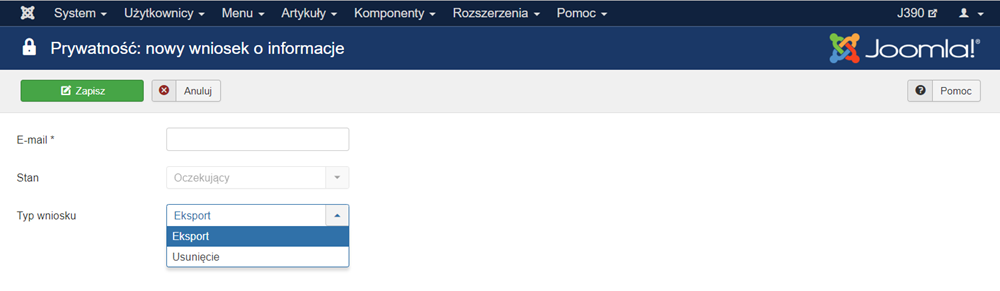 System Użytkownicy Menu Artykuły Komponenty Rozszerzenia Pomoc J390
Prywatność: nowy wniosek o informacje Joomla!®
Zapisz Anuluj Pomoc
E-mail *
Stan Oczekujący
Typ wniosku Eksport
Eksport
Usunięcie